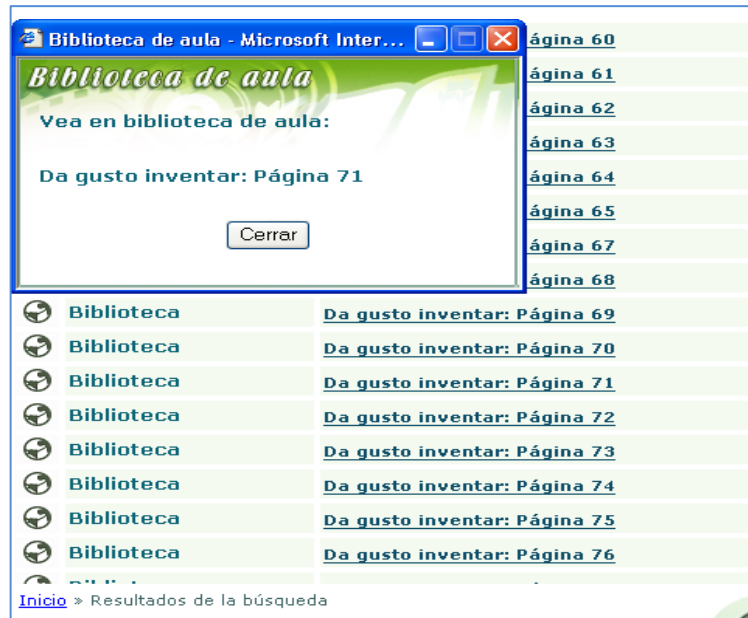 Biblioteca de aula - Microsoft Inter...
Biblioteca de aula
Vea en biblioteca de aula:
Da gusto inventar: Página 71
Cerrar
ágina 60
ágina 61
ágina 62
ágina 63
ágina 64
ágina 65
ágina 67
ágina 68
Biblioteca Da gusto inventar: Página 69
Biblioteca Da gusto inventar: Página 70
Biblioteca Da gusto inventar: Página 71
Biblioteca Da gusto inventar: Página 72
Biblioteca Da gusto inventar: Página 73
Biblioteca Da gusto inventar: Página 74
Biblioteca Da gusto inventar: Página 75
Biblioteca Da gusto inventar: Página 76
Inicio » Resultados de la búsqueda